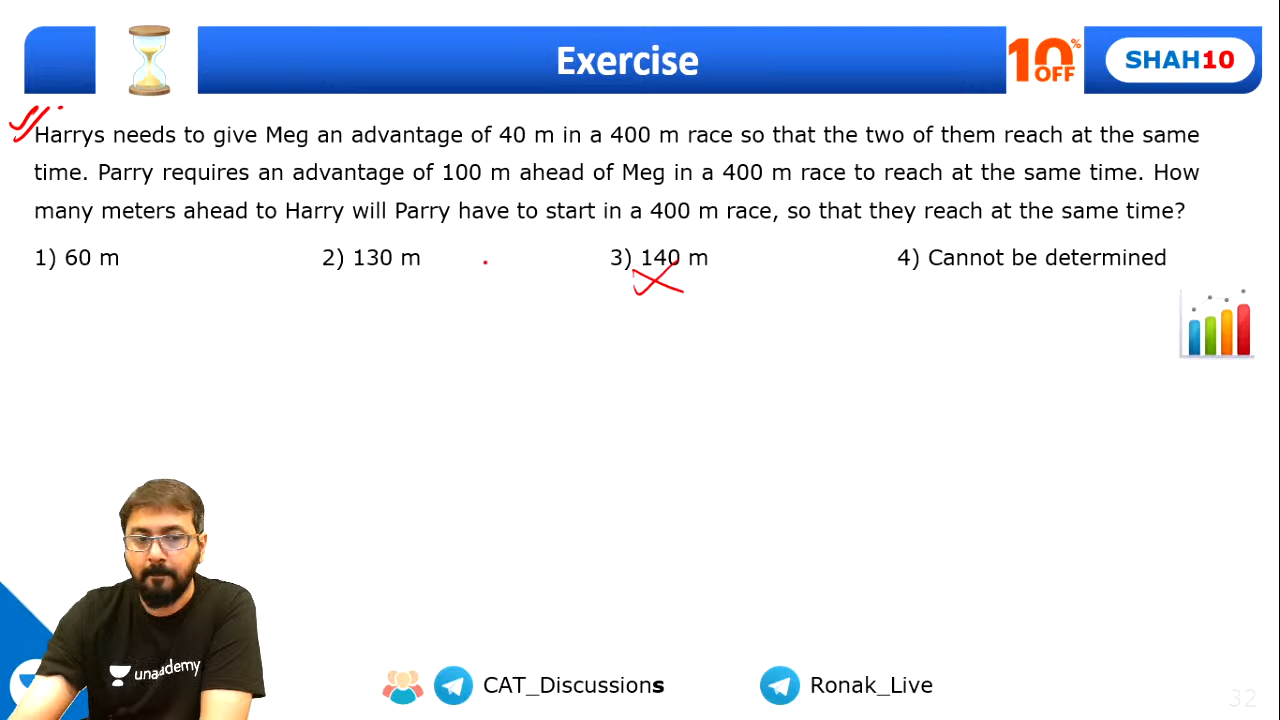 Exercise
10% OFF
SHAH10
Harrys needs to give Meg an advantage of 40 m in a 400 m race so that the two of them reach at the same
time. Parry requires an advantage of 100 m ahead of Meg in a 400 m race to reach at the same time. How
many meters ahead to Harry will Parry have to start in a 400 m race, so that they reach at the same time?
1) 60 m 2) 130 m 3) 140 m 4) Cannot be determined
unacademy
CAT_Discussions Ronak_Live
32